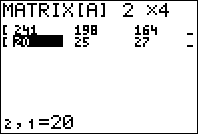 MATRIX[A] 2 ×4
[ 241 198 164 …
[ 20 25 27 …
2,1=20